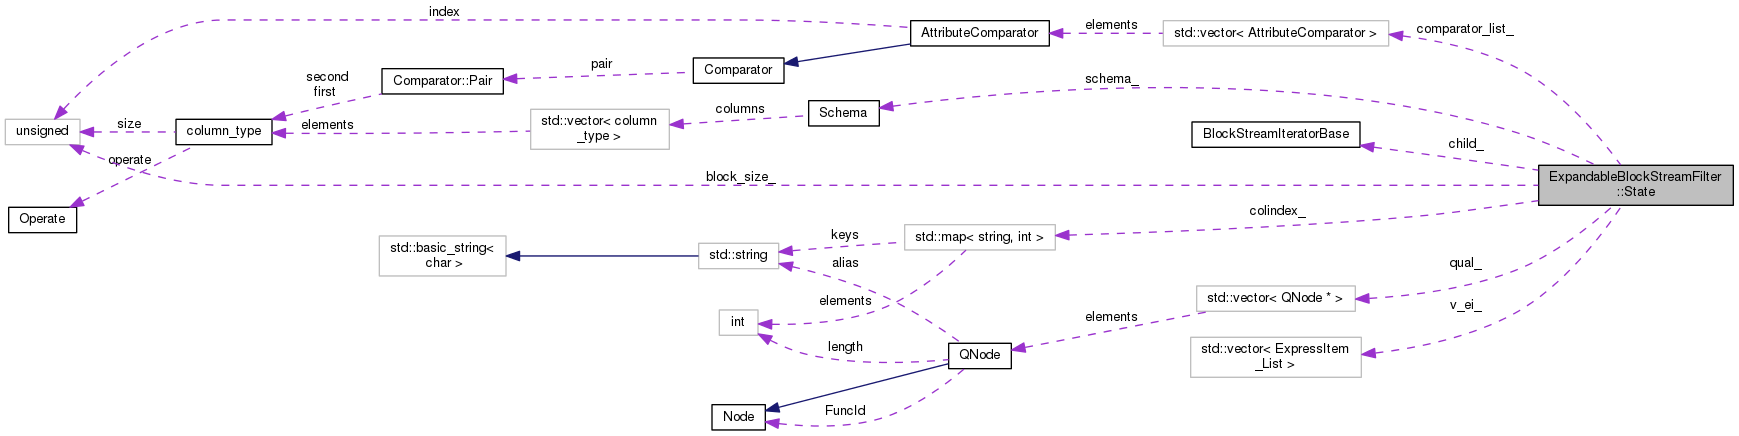 index
elements
AttributeComparator
std::vector< AttributeComparator >
comparator_list_
pair
Comparator
second
first
Comparator::Pair
schema_
unsigned
size
column_type
elements
std::vector< column
_type >
columns
Schema
BlockStreamIteratorBase
child_
operate
block_size_
ExpandableBlockStreamFilter
::State
Operate
colindex_
std::basic_string<
char >
std::string
keys
alias
std::map< string, int >
qual_
elements
int
length
std::vector< QNode * >
v_ei_
elements
QNode
std::vector< ExpressItem
_List >
Node
FuncId